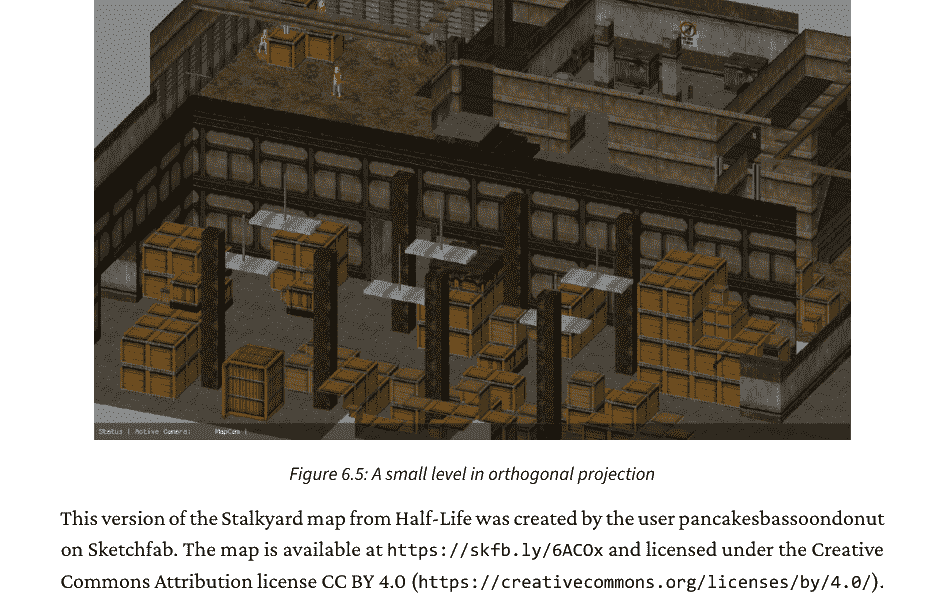 Status | Active Camera: MapCam |
Figure 6.5: A small level in orthogonal projection
This version of the Stalkyard map from Half-Life was created by the user pancakesbassoondonut
on Sketchfab. The map is available at https://skfb.ly/6ACOx and licensed under the Creative
Commons Attribution license CC BY 4.0 (https://creativecommons.org/licenses/by/4.0/).